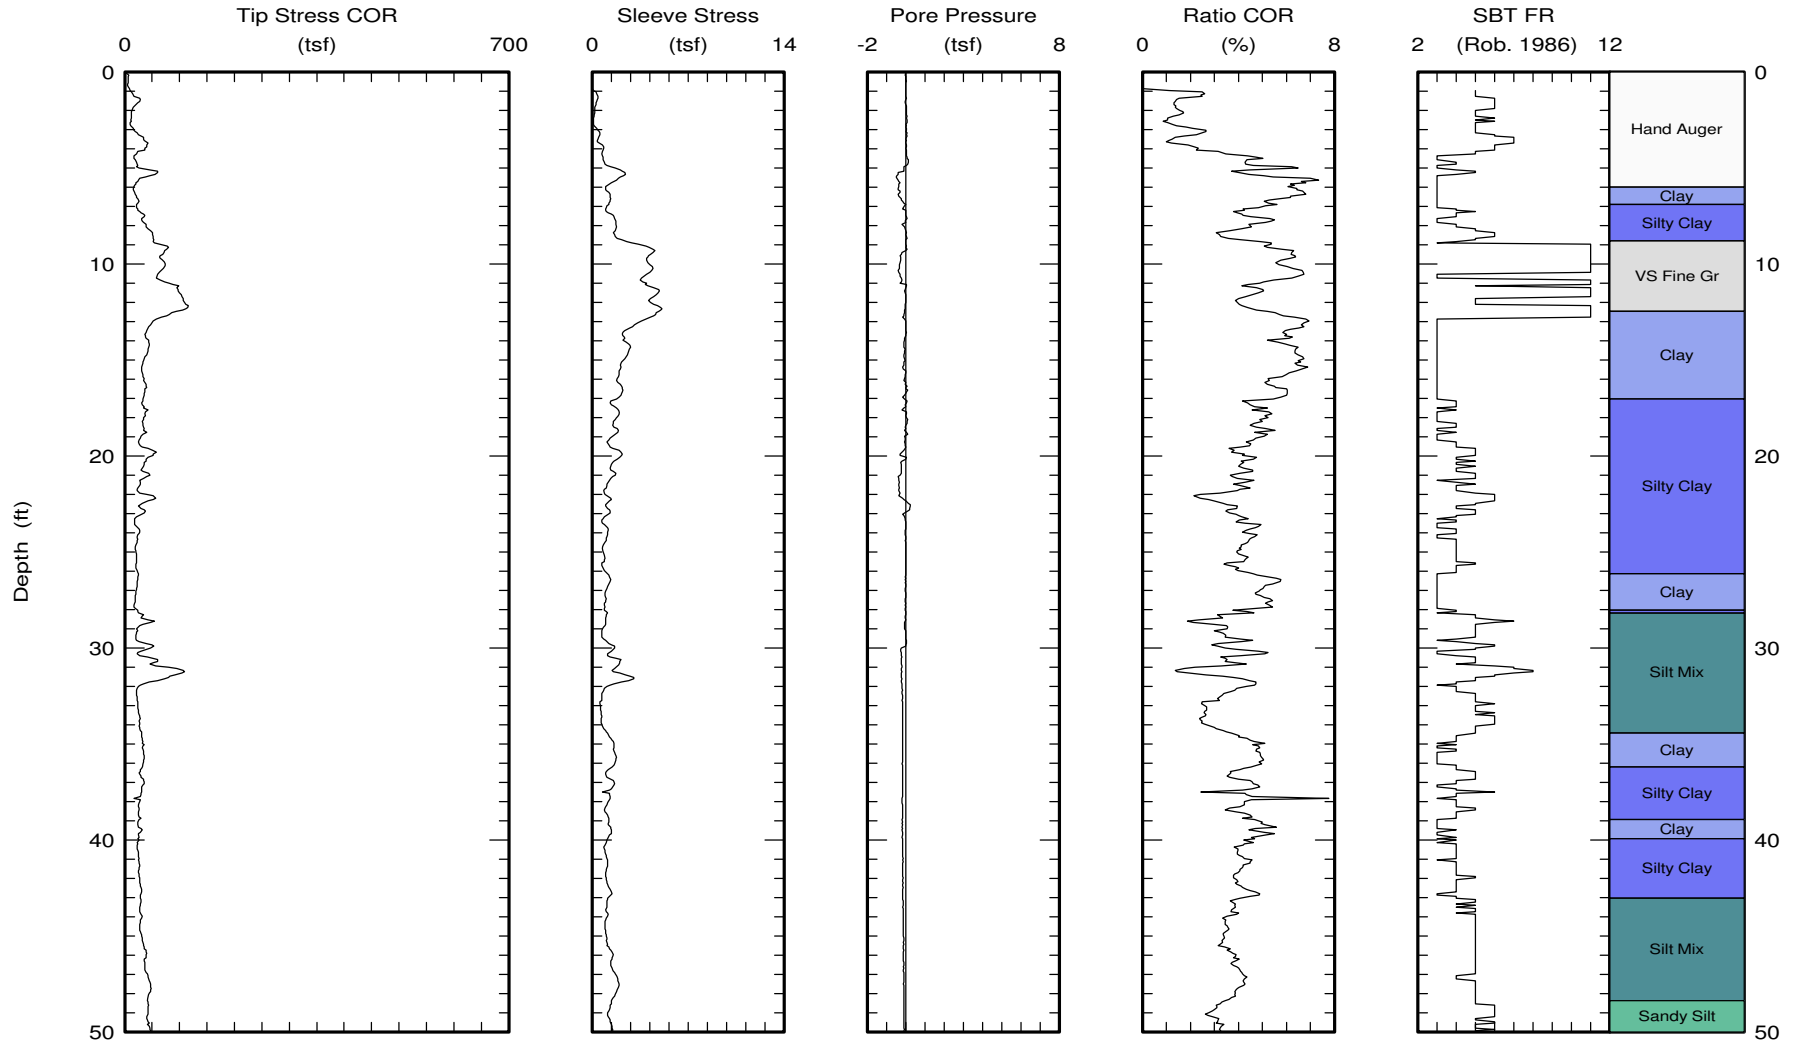 Tip Stress COR Sleeve Stress Pore Pressure Ratio COR SBT FR
0 (tsf) 700 0 (tsf) 14 -2 (tsf) 8 0 (%) 8 2 (Rob. 1986) 12
0 0
Hand Auger
Clay
Silty Clay
10 10
VS Fine Gr
Clay
20 20
Silty Clay
Depth (ft)
Clay
30 30
Silt Mix
Clay
Silty Clay
Clay
40 40
Silty Clay
Silt Mix
Sandy Silt
50 50